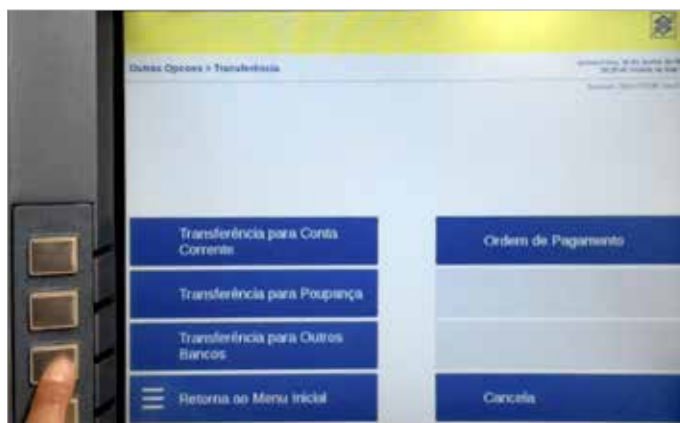 Outras Opções > Transferência
Transferência para Conta
Corrente
Ordem de Pagamento
Transferência para Poupança
Transferência para Outros
Bancos
Retorna ao Menu Inicial
Cancela